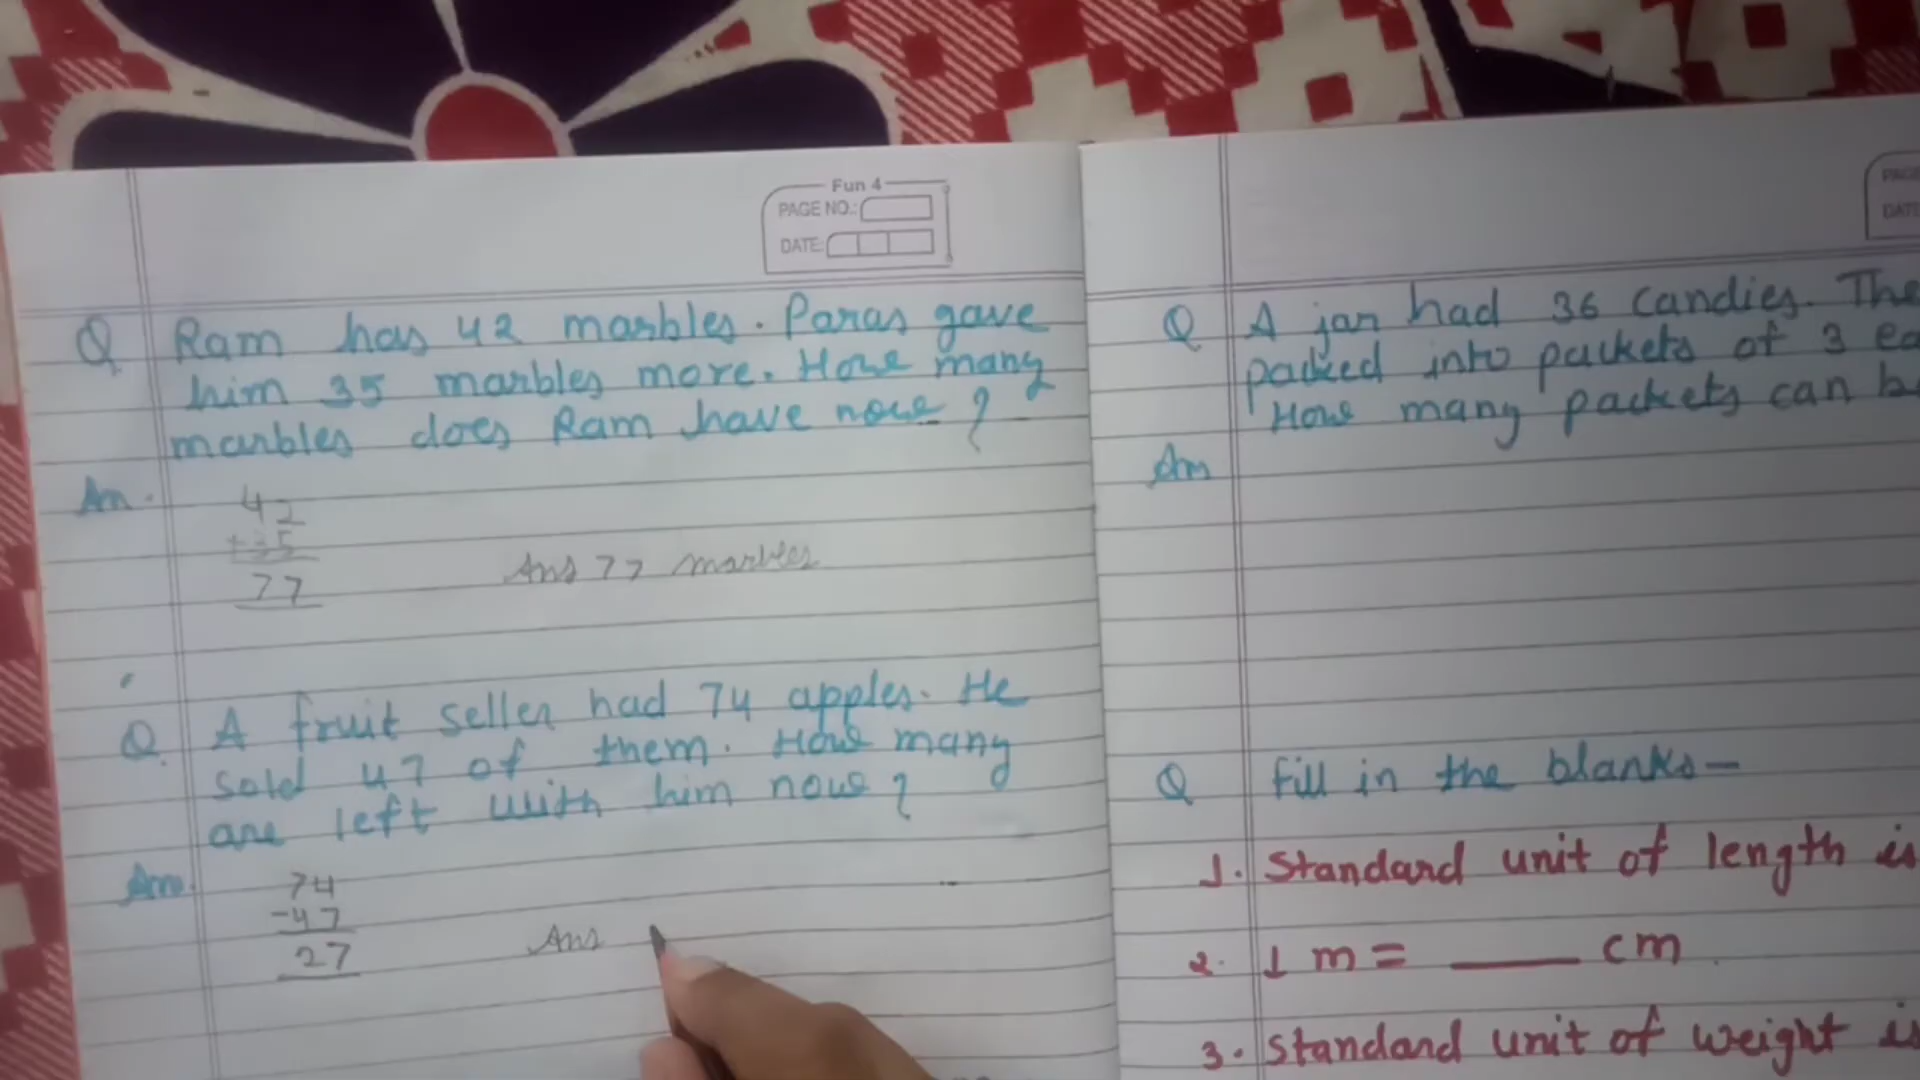 Fun 4
PAGE NO.:
DATE:
Q Ram has 42 marbles. Paras gave
him 35 marbles more. How many
marbles does Ram have now ?
Ans.
42
+35
77
Ans 77 marbles
Q. A fruit seller had 74 apples. He
sold 47 of them. How many
are left with him now ?
Ans.
74
-47
27
Ans
PAGE
DATE
Q A jar had 36 candies. The
packed into packets of 3 ea
How many packets can b
Ans
Q Fill in the blanks—
1. Standard unit of length is
2. 1 m = ____ cm
3. Standard unit of weight is